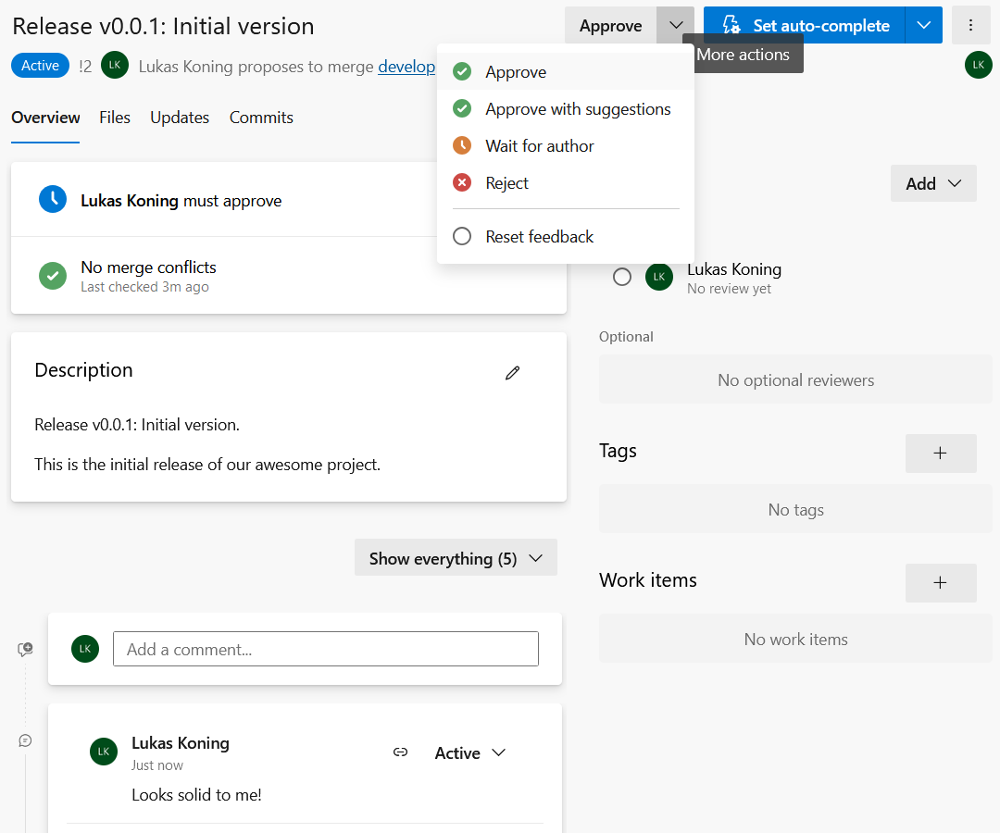 Release v0.0.1: Initial version
Approve
Set auto-complete
More actions
Active !2 LK Lukas Koning proposes to merge develop
LK
Approve
Approve with suggestions
Wait for author
Reject
Reset feedback
Overview Files Updates Commits
Lukas Koning must approve
No merge conflicts
Last checked 3m ago
Add
LK Lukas Koning
No review yet
Optional
No optional reviewers
Tags
No tags
Work items
No work items
Description
Release v0.0.1: Initial version.
This is the initial release of our awesome project.
Show everything (5)
LK Add a comment...
LK Lukas Koning
Just now
Active
Looks solid to me!